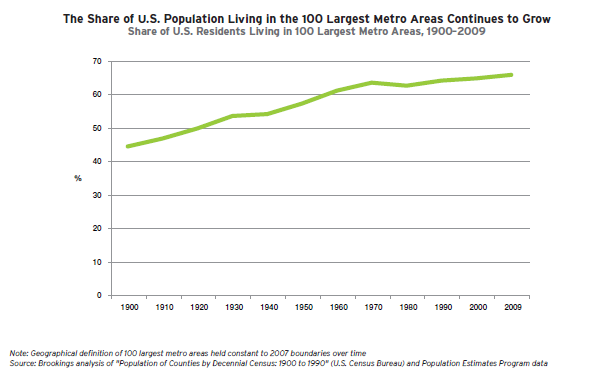 The Share of U.S. Population Living in the 100 Largest Metro Areas Continues to Grow
Share of U.S. Residents Living in 100 Largest Metro Areas, 1900-2009
70
60
50
40
%
30
20
10
0
1900 1910 1920 1930 1940 1950 1960 1970 1980 1990 2000 2009
Note: Geographical definition of 100 largest metro areas held constant to 2007 boundaries over time
Source: Brookings analysis of "Population of Counties by Decennial Census: 1900 to 1990" (U.S. Census Bureau) and Population Estimates Program data